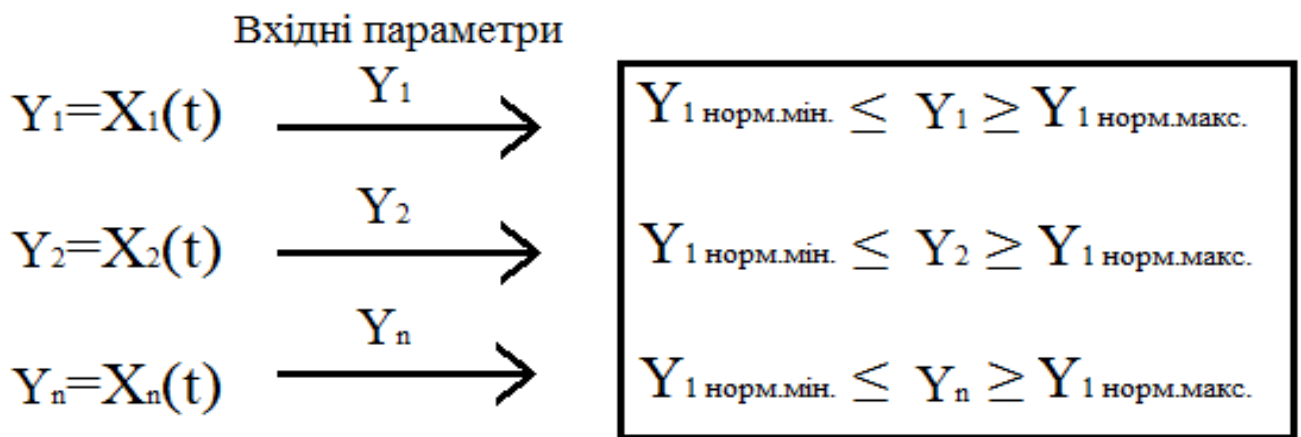 Вхідні параметри
Y₁=X₁(t) Y₁ Y₁ норм.мін. ≤ Y₁ ≥ Y₁ норм.макс.
Y₂=X₂(t) Y₂ Y₁ норм.мін. ≤ Y₂ ≥ Y₁ норм.макс.
Yₙ=Xₙ(t) Yₙ Y₁ норм.мін. ≤ Yₙ ≥ Y₁ норм.макс.